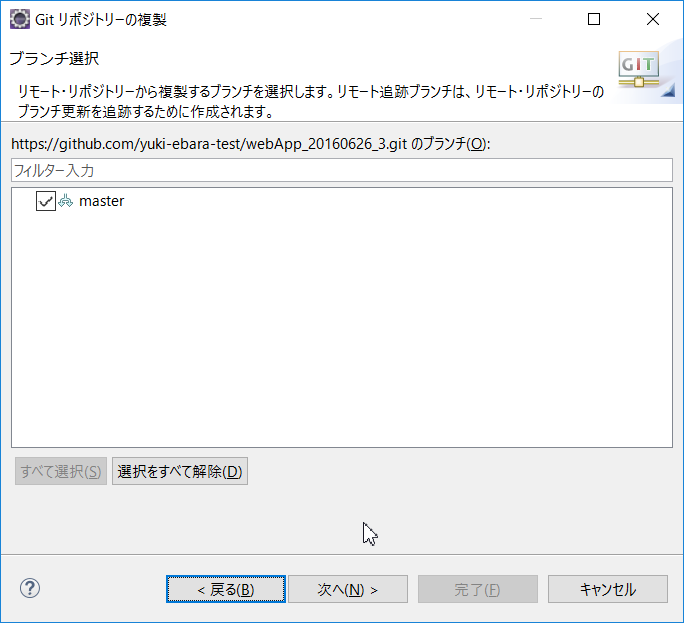 Git リポジトリーの複製
ブランチ選択
リモート・リポジトリーから複製するブランチを選択します。リモート追跡ブランチは、リモート・リポジトリーの
ブランチ更新を追跡するために作成されます。
GIT
https://github.com/yuki-ebara-test/webApp_20160626_3.git のブランチ(O):
フィルター入力
master
すべて選択(S) 選択をすべて解除(D)
< 戻る(B) 次へ(N) > 完了(F) キャンセル